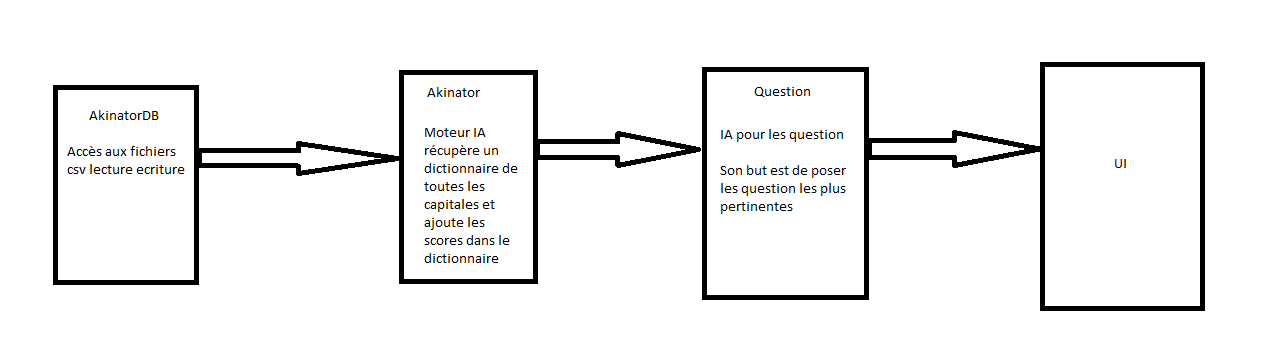 AkinatorDB
Accès aux fichiers
csv lecture ecriture
Akinator
Moteur IA
récupère un
dictionnaire de
toutes les
capitales et
ajoute les
scores dans le
dictionnaire
Question
IA pour les question
Son but est de poser
les question les plus
pertinentes
UI